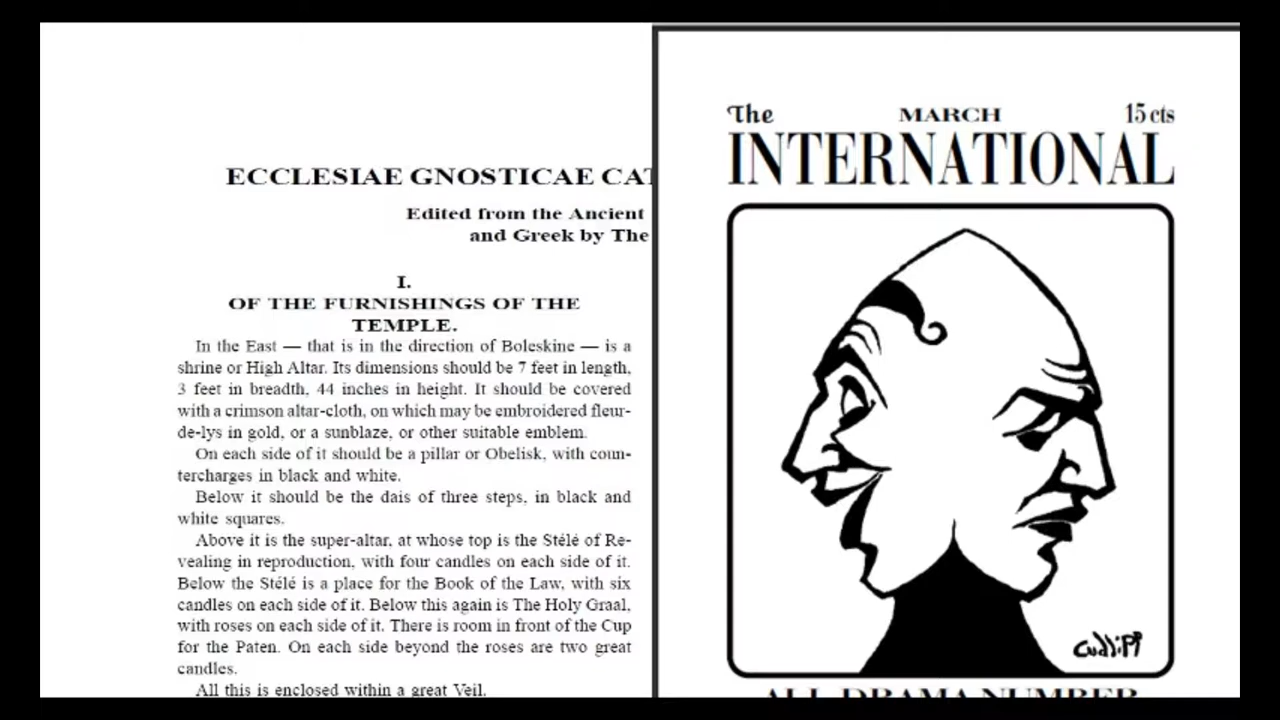 ECCLESIAE GNOSTICAE
Edited from the Ancient
and Greek by The
I.
OF THE FURNISHINGS OF THE
TEMPLE.
In the East — that is in the direction of Boleskine — is a
shrine or High Altar. Its dimensions should be 7 feet in length,
3 feet in breadth, 44 inches in height. It should be covered
with a crimson altar-cloth, on which may be embroidered fleur-
de-lys in gold, or a sunblaze, or other suitable emblem.
On each side of it should be a pillar or Obelisk, with coun-
tercharges in black and white.
Below it should be the dais of three steps, in black and
white squares.
Above it is the super-altar, at whose top is the Stélé of Re-
vealing in reproduction, with four candles on each side of it.
Below the Stélé is a place for the Book of the Law, with six
candles on each side of it. Below this again is The Holy Graal,
with roses on each side of it. There is room in front of the Cup
for the Paten. On each side beyond the roses are two great
candles.
All this is enclosed within a great Veil.
The MARCH 15 cts
INTERNATIONAL
Cudlipi
ALL DRAMA NUMBER